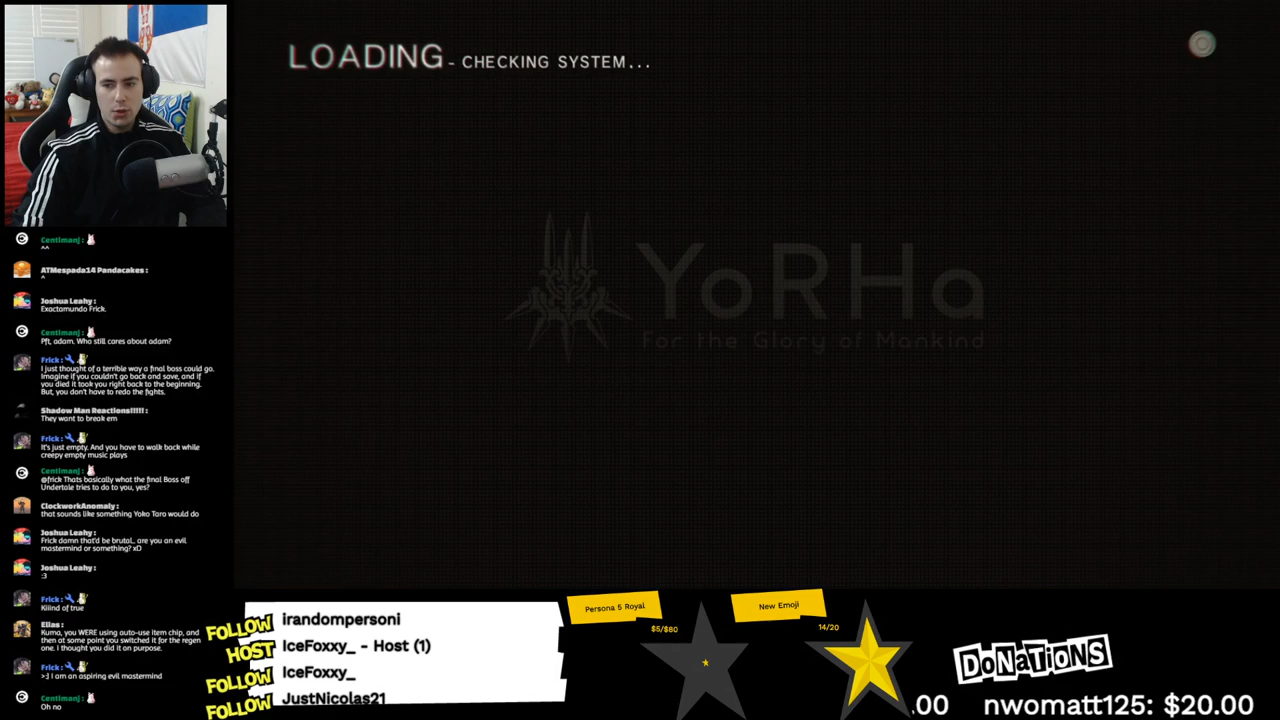 LOADING - CHECKING SYSTEM...
YoRHa
For the Glory of Mankind
Centimanj :
^^
ATMespada14 Pandacakes :
^
Joshua Leahy :
Exactamundo Frick.
Centimanj :
Pft, adam. Who still cares about adam?
Frick :
I just thought of a terrible way a final boss could go.
Imagine if you couldn't go back and save, and if
you died it took you right back to the beginning.
But, you don't have to redo the fights.
Shadow Man Reactions!!!!! :
They want to break em
Frick :
It's just empty. And you have to walk back while
creepy empty music plays
Centimanj :
@frick Thats basically what the final Boss off
Undertale tries to do to you, yes?
ClockworkAnomaly :
that sounds like something Yoko Taro would do
Joshua Leahy :
Frick damn that'd be brutal.. are you an evil
mastermind or something? xD
Joshua Leahy :
:3
Frick :
Kiiind of true
Elias :
Kuma, you WERE using auto-use item chip, and
then at some point you switched it for the regen
one. i thought you did it on purpose.
Frick :
>:) I am an aspiring evil mastermind
Centimanj :
Oh no
FOLLOW irandompersoni
HOST IceFoxxy_ - Host (1)
FOLLOW IceFoxxy_
FOLLOW JustNicolas21
Persona 5 Royal
$5/$80
New Emoji
14/20
DoNATiONS
.00 nwomatt125: $20.00